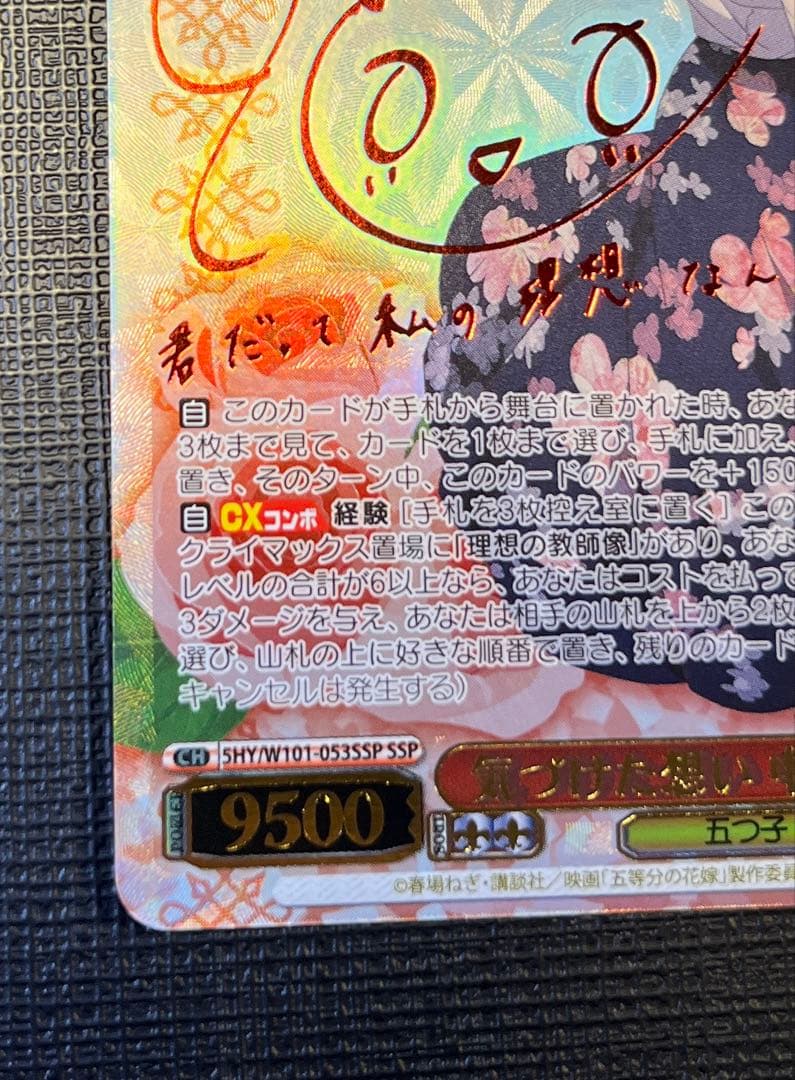 君だって私の理想なん
自 このカードが手札から舞台に置かれた時、あな
3枚まで見て、カードを1枚まで選び、手札に加え
置き、そのターン中、このカードのパワーを+150
自 CXコンボ 経験 [手札を3枚控え室に置く] この
クライマックス置場に「理想の教師像」があり、あな
レベルの合計が6以上なら、あなたはコストを払って
3ダメージを与え、あなたは相手の山札を上から2枚
選び、山札の上に好きな順番で置き、残りのカード
キャンセルは発生する)
CH 5HY/W101-053SSP SSP
気づけた想い 中
9500
五つ子
©春場ねぎ・講談社/映画「五等分の花嫁」製作委員